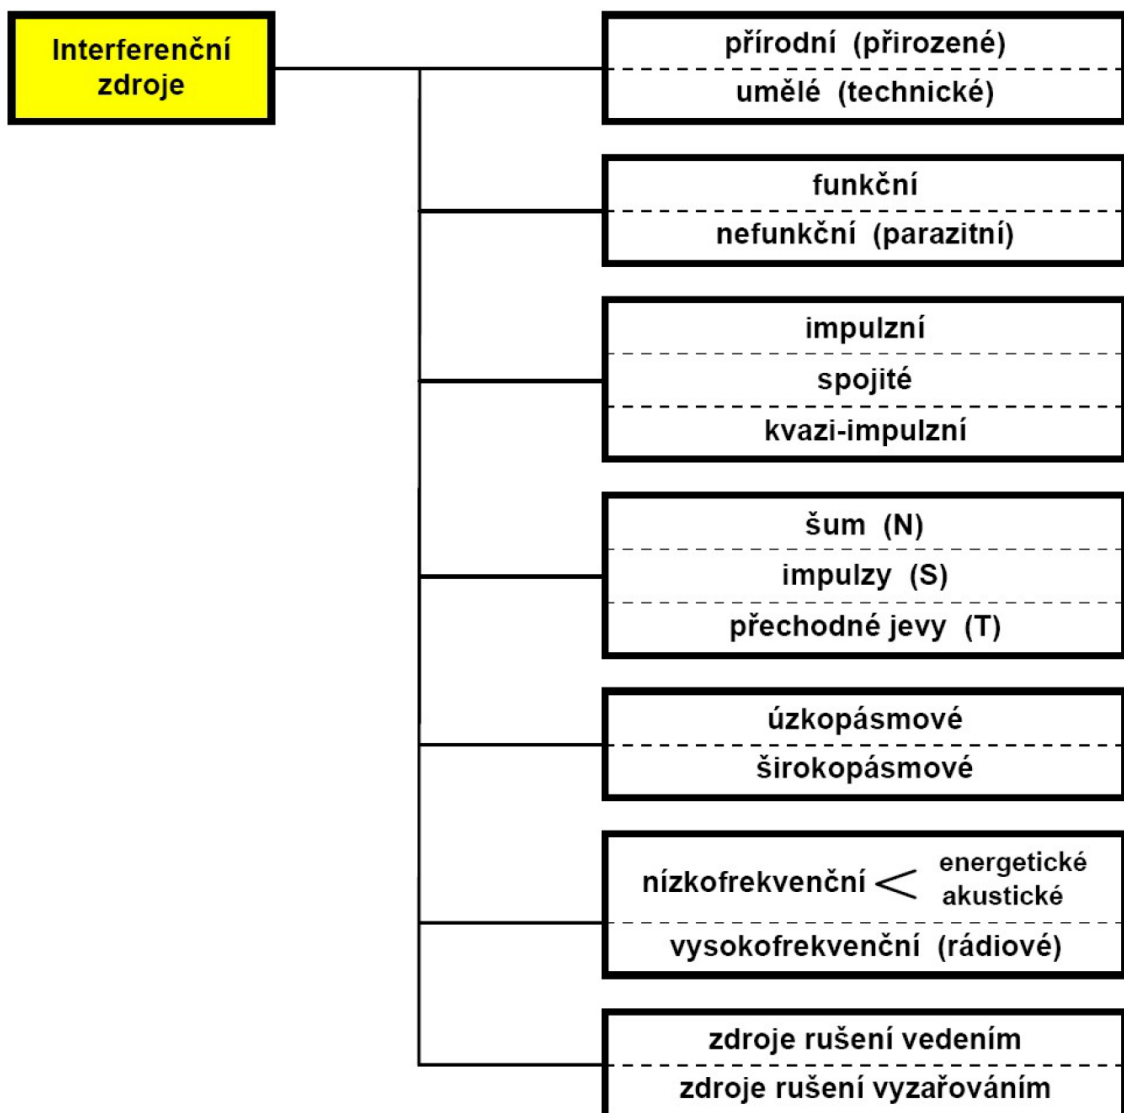 Interferenční
zdroje
přírodní (přirozené)
umělé (technické)
funkční
nefunkční (parazitní)
impulzní
spojité
kvazi-impulzní
šum (N)
impulzy (S)
přechodné jevy (T)
úzkopásmové
širokopásmové
nízkofrekvenční
energetické
akustické
vysokofrekvenční (rádiové)
zdroje rušení vedením
zdroje rušení vyzařováním